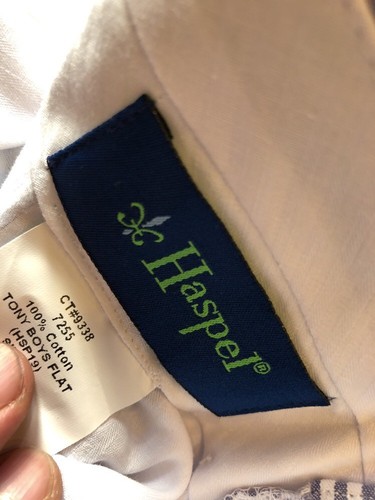 Haspel®
CT#9338
7255
100% Cotton
TONY BOYS FLAT
(HSP19)